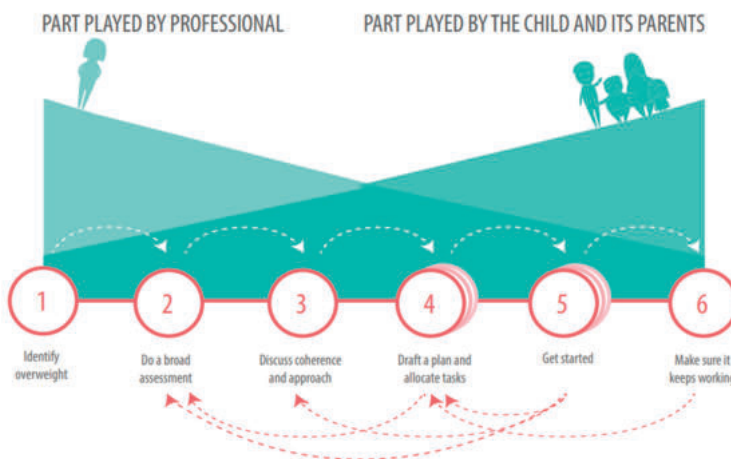 PART PLAYED BY PROFESSIONAL
PART PLAYED BY THE CHILD AND ITS PARENTS
1
2
3
4
5
6
Identify
overweight
Do a broad
assessment
Discuss coherence
and approach
Draft a plan and
allocate tasks
Get started
Make sure it
keeps working